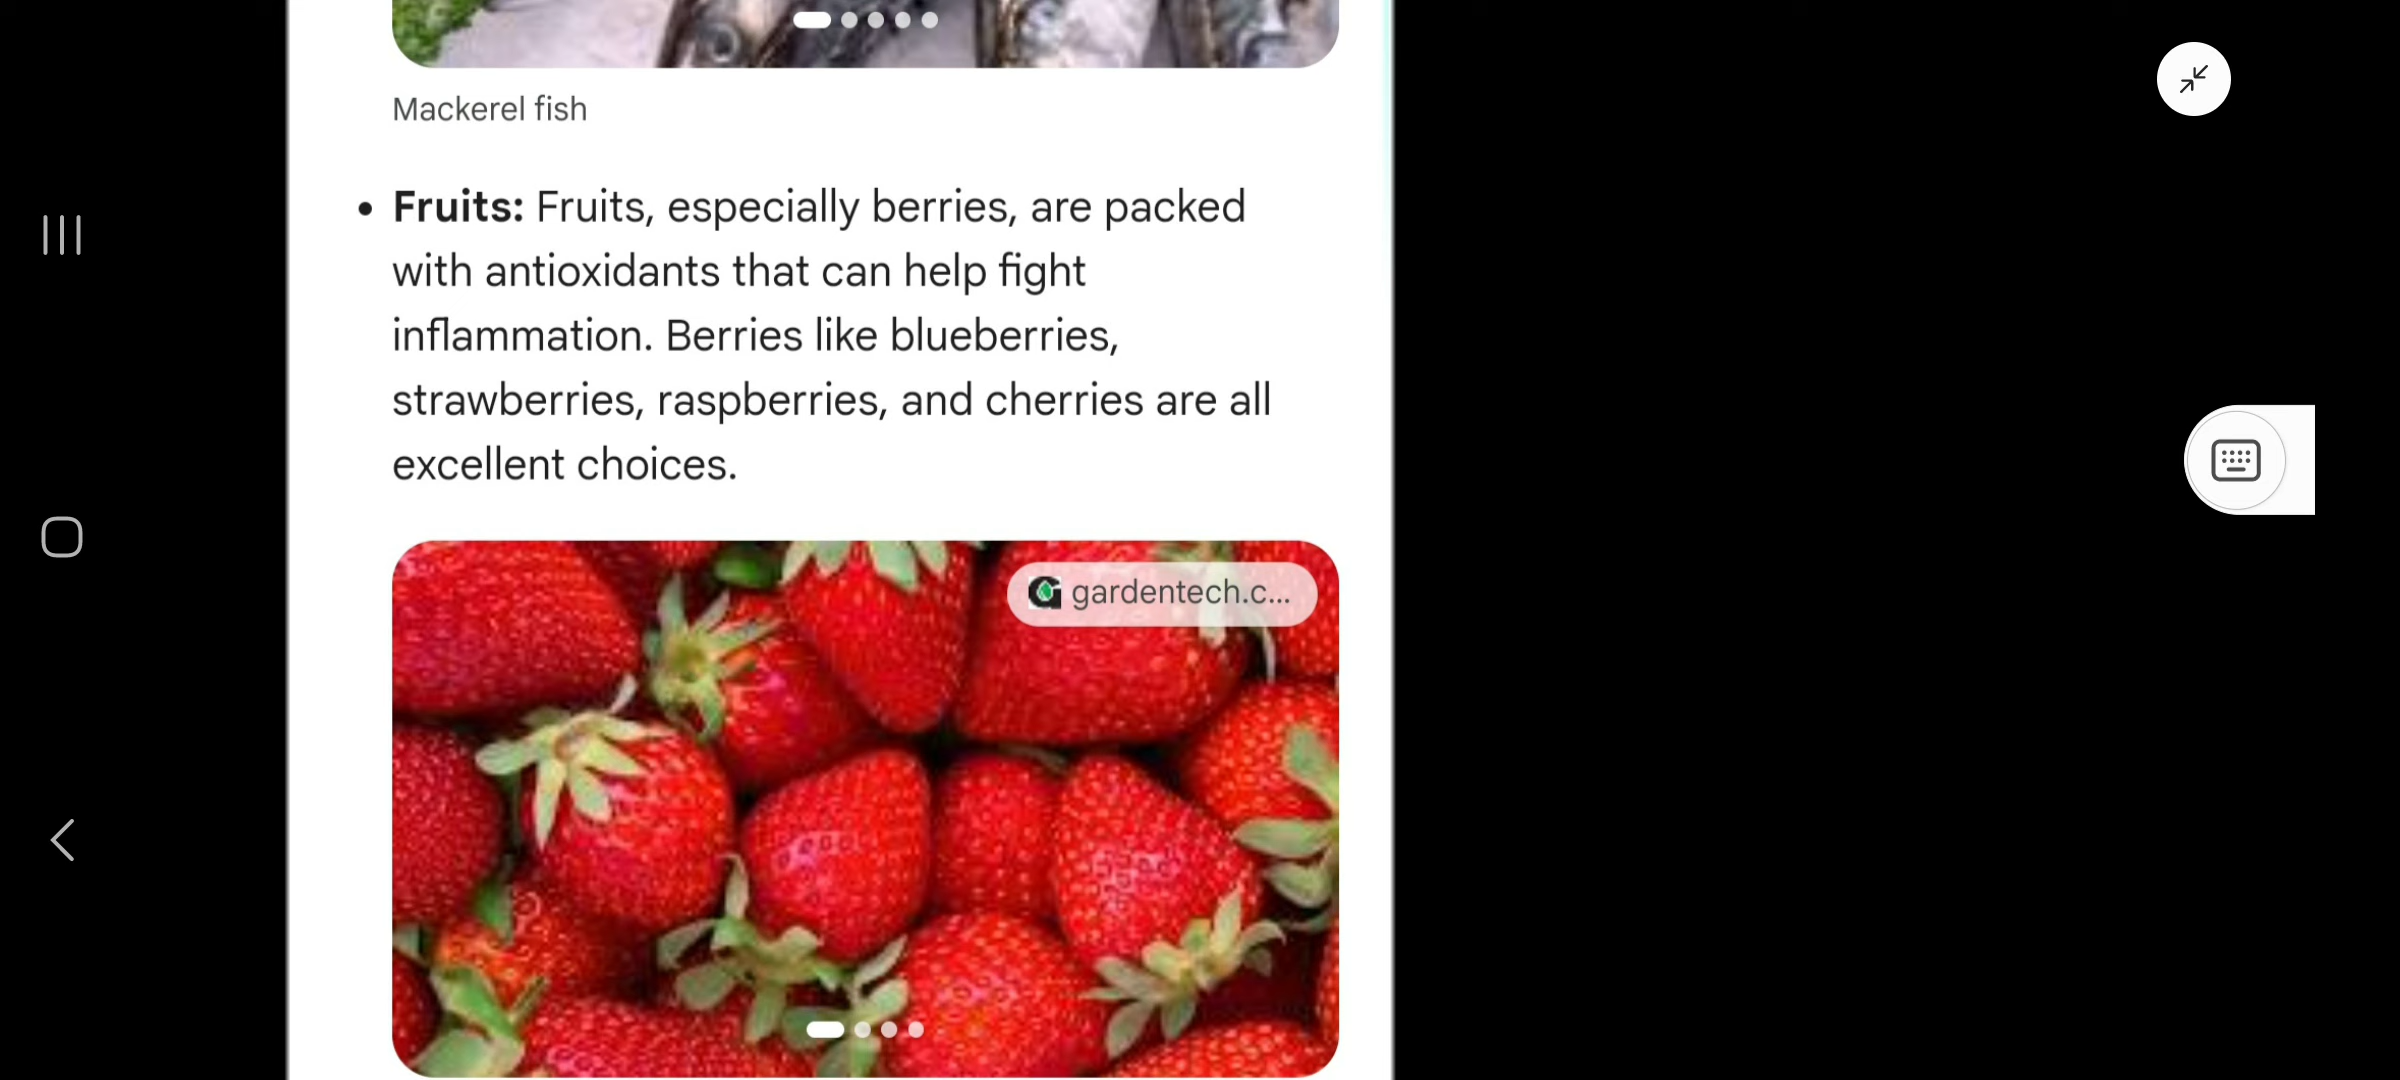 Mackerel fish
• Fruits: Fruits, especially berries, are packed
with antioxidants that can help fight
inflammation. Berries like blueberries,
strawberries, raspberries, and cherries are all
excellent choices.
gardentech.c...